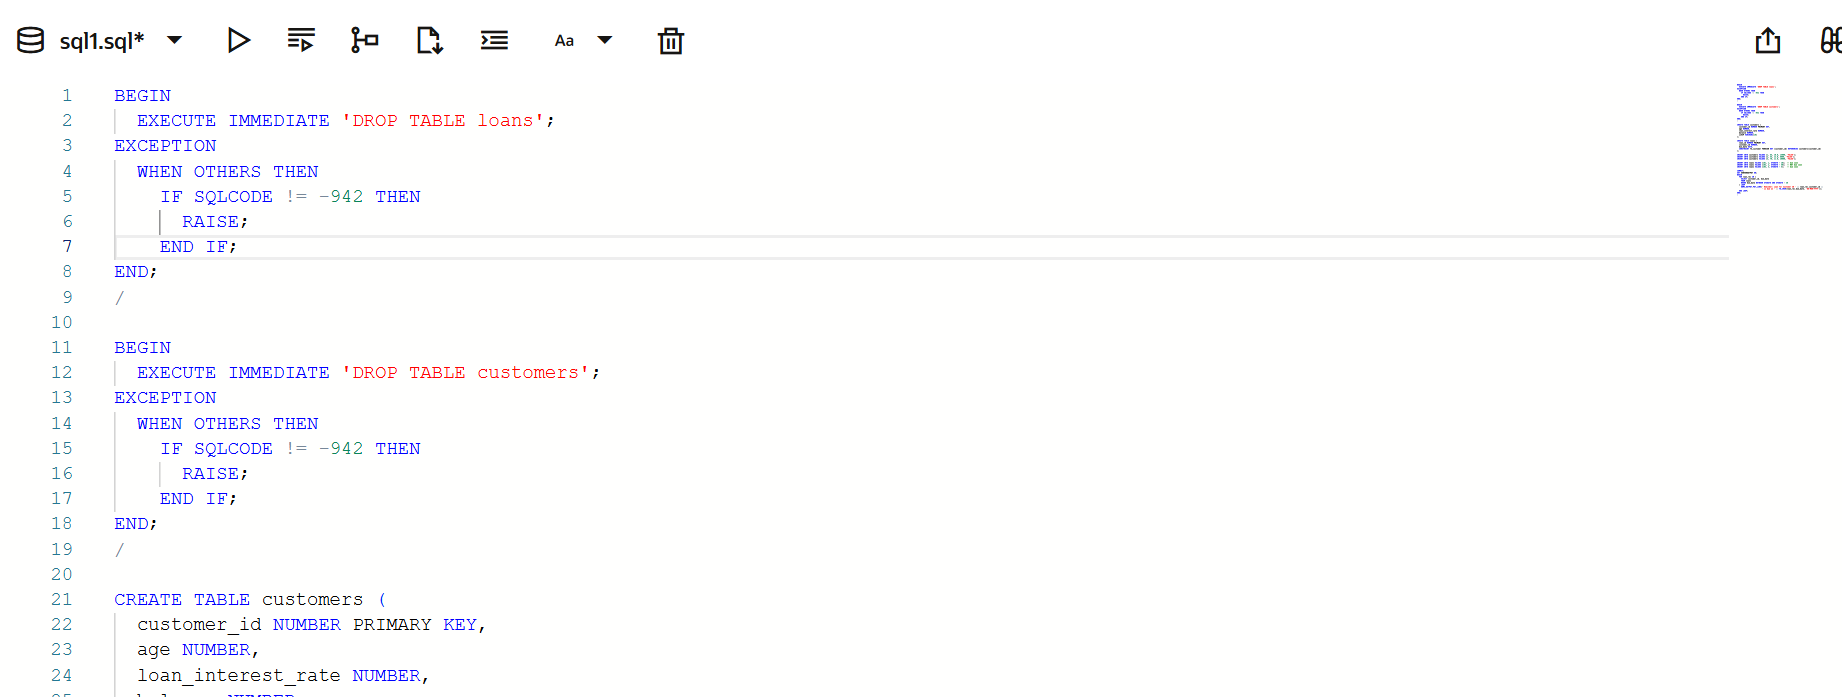 sql1.sql*
Aa
1 BEGIN
2 EXECUTE IMMEDIATE 'DROP TABLE loans';
3 EXCEPTION
4 WHEN OTHERS THEN
5 IF SQLCODE != -942 THEN
6 RAISE;
7 END IF;
8 END;
9 /
10
11 BEGIN
12 EXECUTE IMMEDIATE 'DROP TABLE customers';
13 EXCEPTION
14 WHEN OTHERS THEN
15 IF SQLCODE != -942 THEN
16 RAISE;
17 END IF;
18 END;
19 /
20
21 CREATE TABLE customers (
22 customer_id NUMBER PRIMARY KEY,
23 age NUMBER,
24 loan_interest_rate NUMBER,